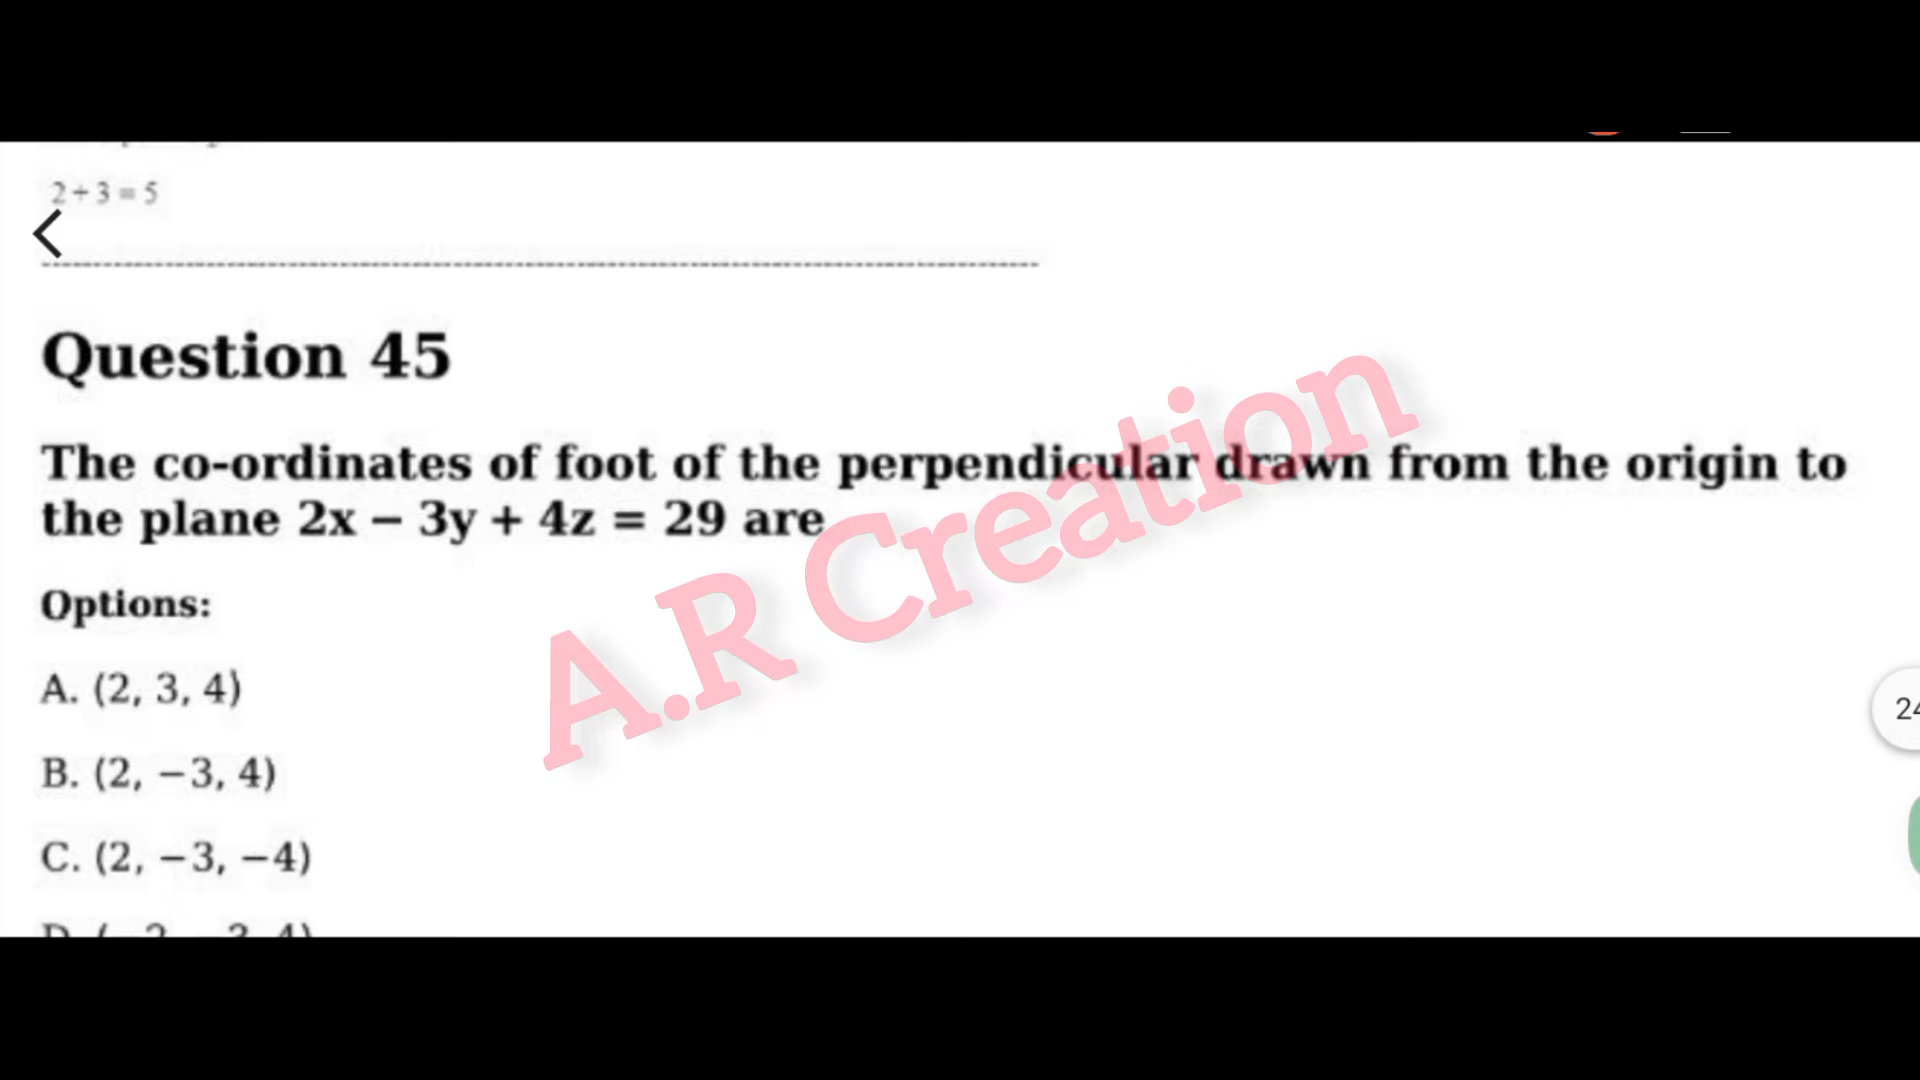 2 + 3 = 5
Question 45
The co-ordinates of foot of the perpendicular drawn from the origin to
the plane 2x − 3y + 4z = 29 are
Options:
A. (2, 3, 4)
B. (2, −3, 4)
C. (2, −3, −4)
A.R Creation
24